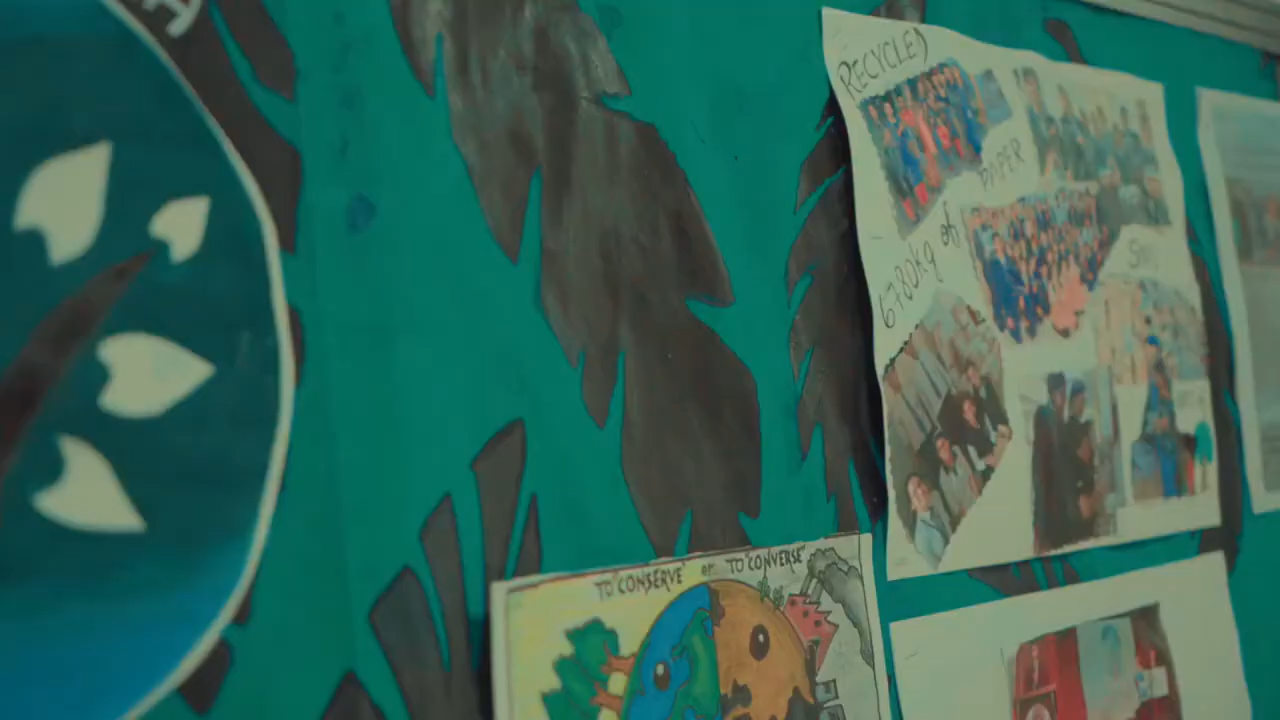 RECYCLED
6780kg of PAPER
TO 'CONSERVE' or TO 'CONVERSE'